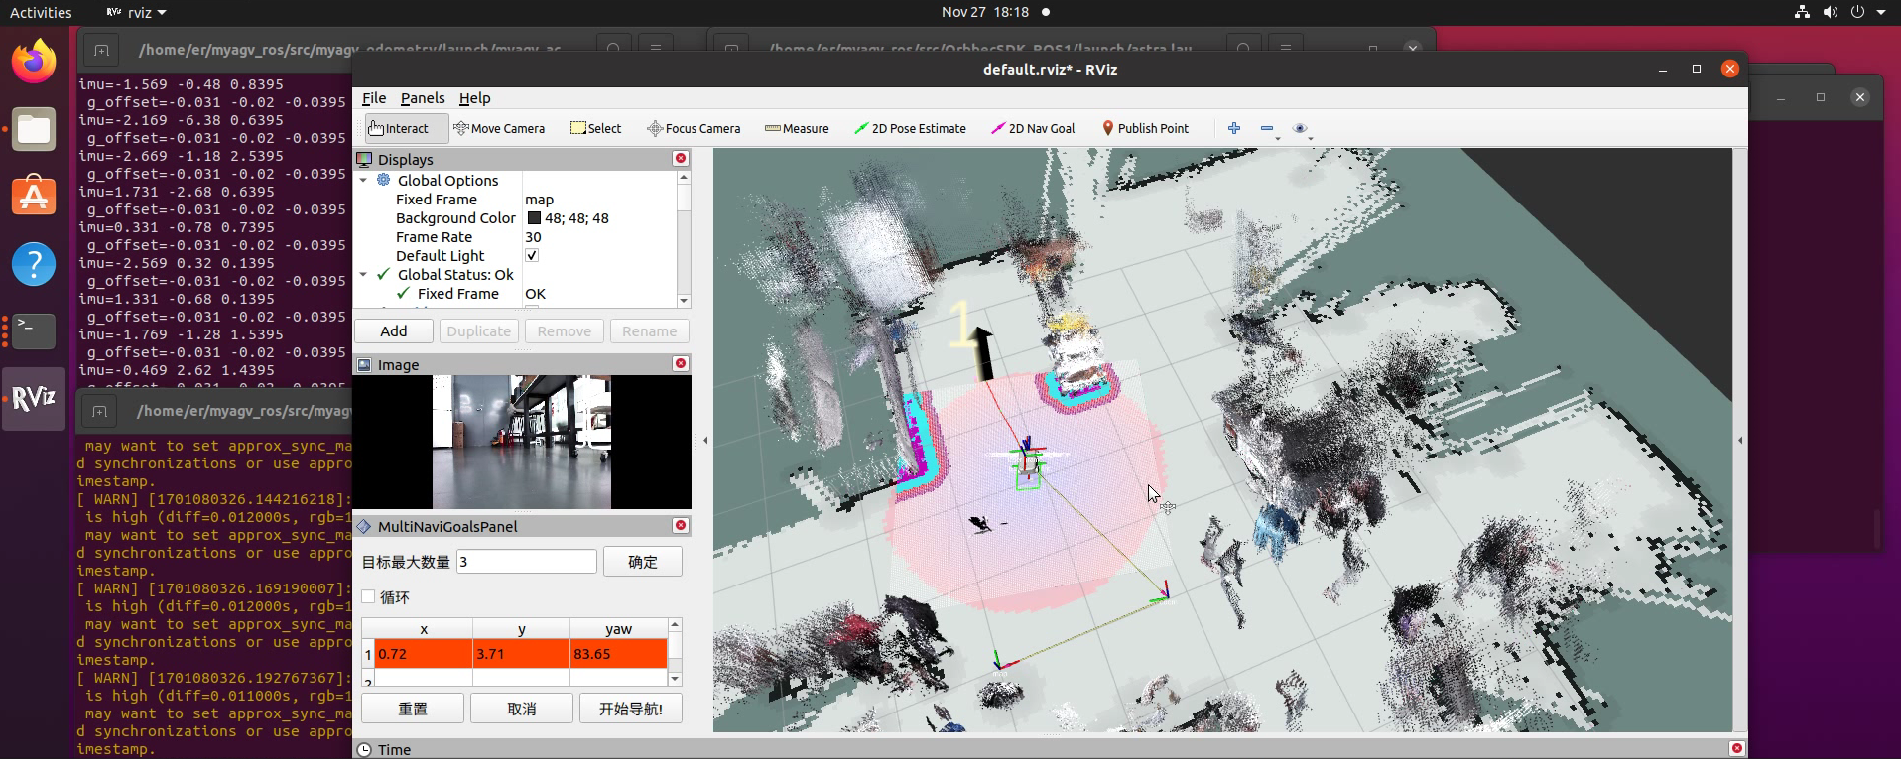 Activities
rviz
Nov 27 18:18
/home/er/myagv_ros/src/myagv_odometry/launch/myagv_ac
/home/er/myagv_ros/src/OrbbecSDK_ROS1/launch/astra.lau
imu=-1.569 -0.48 0.8395
g_offset=-0.031 -0.02 -0.0395
imu=-2.169 -6.38 0.6395
g_offset=-0.031 -0.02 -0.0395
imu=-2.669 -1.18 2.5395
g_offset=-0.031 -0.02 -0.0395
imu=1.731 -2.68 0.6395
g_offset=-0.031 -0.02 -0.0395
imu=0.331 -0.78 0.7395
g_offset=-0.031 -0.02 -0.0395
imu=-2.569 0.32 0.1395
g_offset=-0.031 -0.02 -0.0395
imu=1.331 -0.68 0.1395
g_offset=-0.031 -0.02 -0.0395
imu=-1.769 -1.28 1.5395
g_offset=-0.031 -0.02 -0.0395
imu=-0.469 2.62 1.4395
g_offset=-0.031 -0.02 -0.0395
/home/er/myagv_ros/src/myagv
may want to set approx_sync_ma
d synchronizations or use appro
imestamp.
[ WARN] [1701080326.144216218]:
is high (diff=0.012000s, rgb=1
may want to set approx_sync_ma
d synchronizations or use appro
imestamp.
[ WARN] [1701080326.169190007]:
is high (diff=0.012000s, rgb=1
may want to set approx_sync_ma
d synchronizations or use appro
imestamp.
[ WARN] [1701080326.192767367]:
is high (diff=0.011000s, rgb=1
may want to set approx_sync_ma
d synchronizations or use appro
imestamp.
RViz
default.rviz* - RViz
File Panels Help
Interact Move Camera Select Focus Camera Measure 2D Pose Estimate 2D Nav Goal Publish Point
Displays
Global Options
Fixed Frame map
Background Color 48; 48; 48
Frame Rate 30
Default Light ✓
Global Status: Ok
Fixed Frame OK
Add Duplicate Remove Rename
Image
MultiNaviGoalsPanel
目标最大数量 3 确定
循环
x y yaw
1 0.72 3.71 83.65
2
重置 取消 开始导航!
Time
1